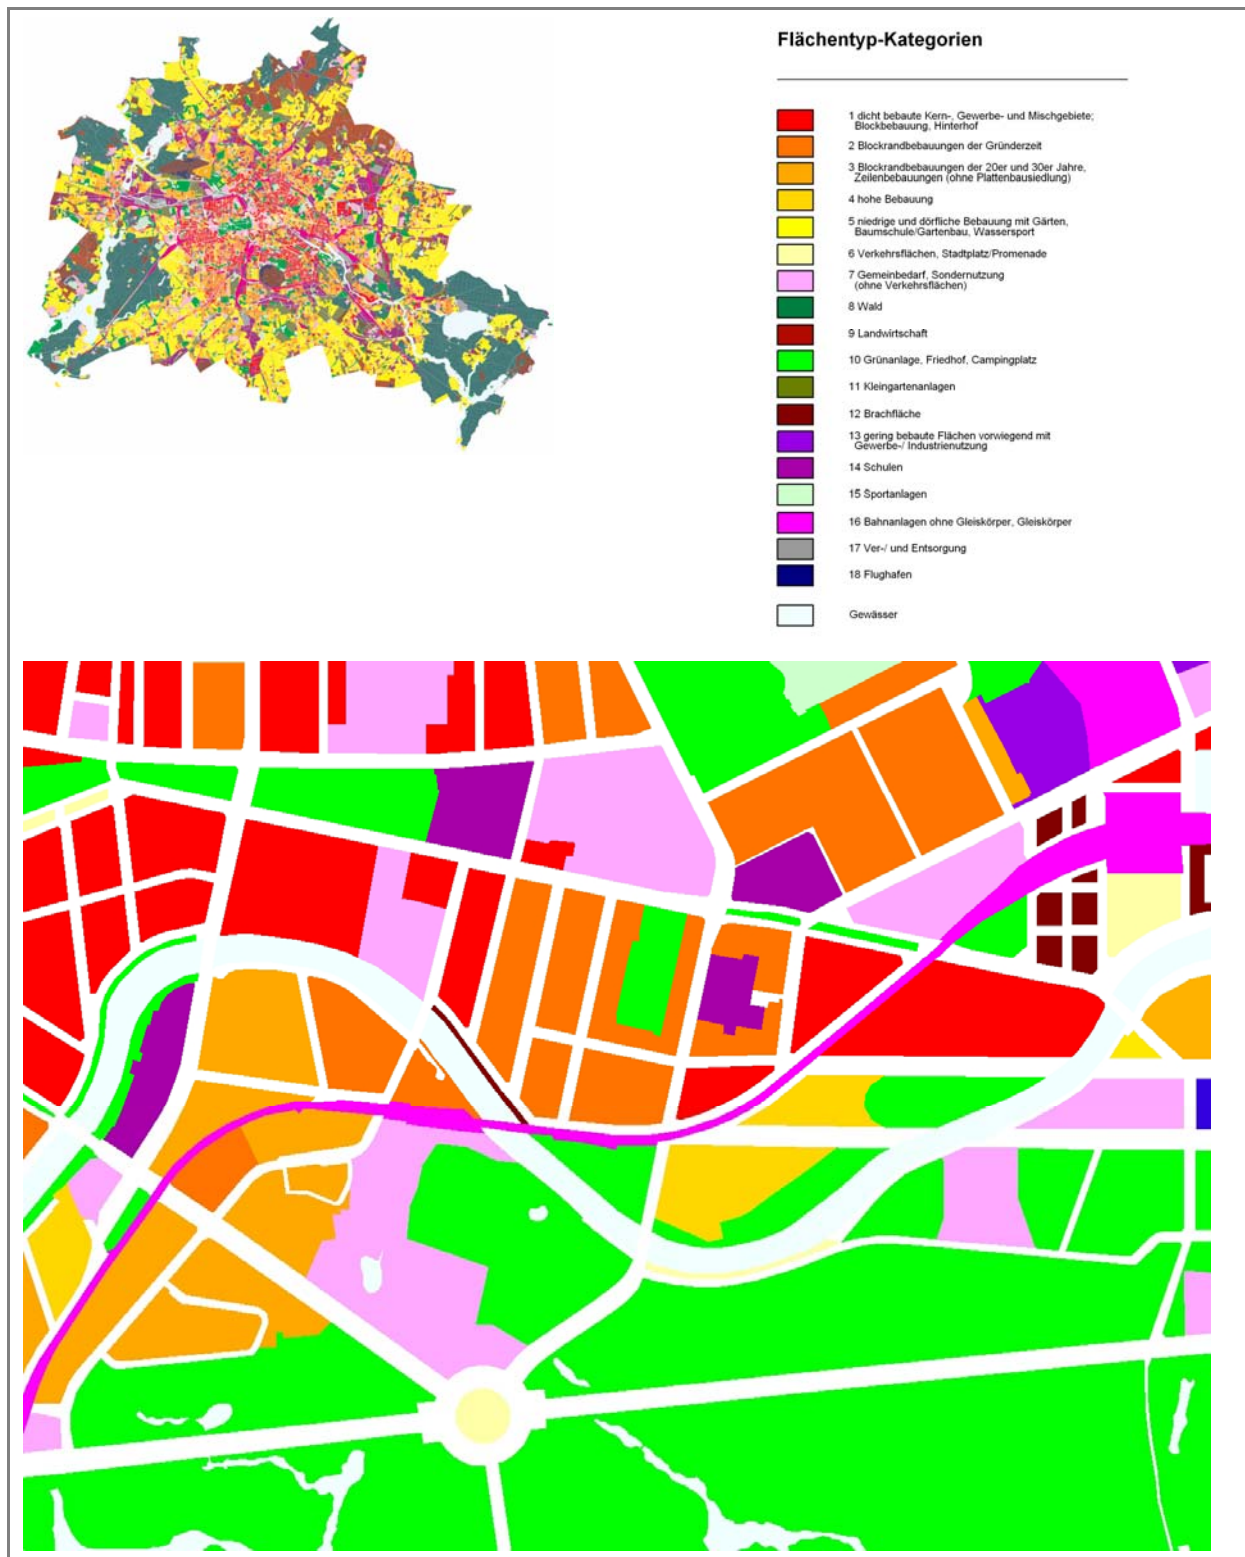 Flächentyp-Kategorien
1 dicht bebaute Kern-, Gewerbe- und Mischgebiete;
Blockbebauung, Hinterhof
2 Blockrandbebauungen der Gründerzeit
3 Blockrandbebauungen der 20er und 30er Jahre,
Zeilenbebauungen (ohne Plattenbausiedlung)
4 hohe Bebauung
5 niedrige und dörfliche Bebauung mit Gärten,
Baumschule/Gartenbau, Wassersport
6 Verkehrsflächen, Stadtplatz/Promenade
7 Gemeinbedarf, Sondernutzung
(ohne Verkehrsflächen)
8 Wald
9 Landwirtschaft
10 Grünanlage, Friedhof, Campingplatz
11 Kleingartenanlagen
12 Brachfläche
13 gering bebaute Flächen vorwiegend mit
Gewerbe-/ Industrienutzung
14 Schulen
15 Sportanlagen
16 Bahnanlagen ohne Gleiskörper, Gleiskörper
17 Ver-/ und Entsorgung
18 Flughafen
Gewässer